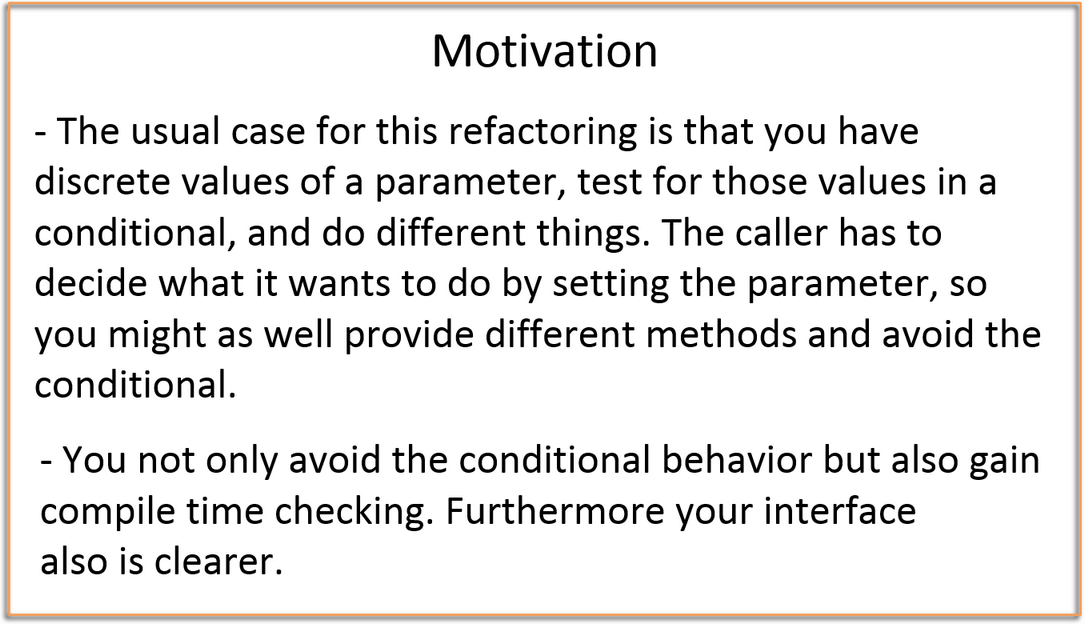 Motivation
- The usual case for this refactoring is that you have
discrete values of a parameter, test for those values in a
conditional, and do different things. The caller has to
decide what it wants to do by setting the parameter, so
you might as well provide different methods and avoid the
conditional.
- You not only avoid the conditional behavior but also gain
compile time checking. Furthermore your interface
also is clearer.